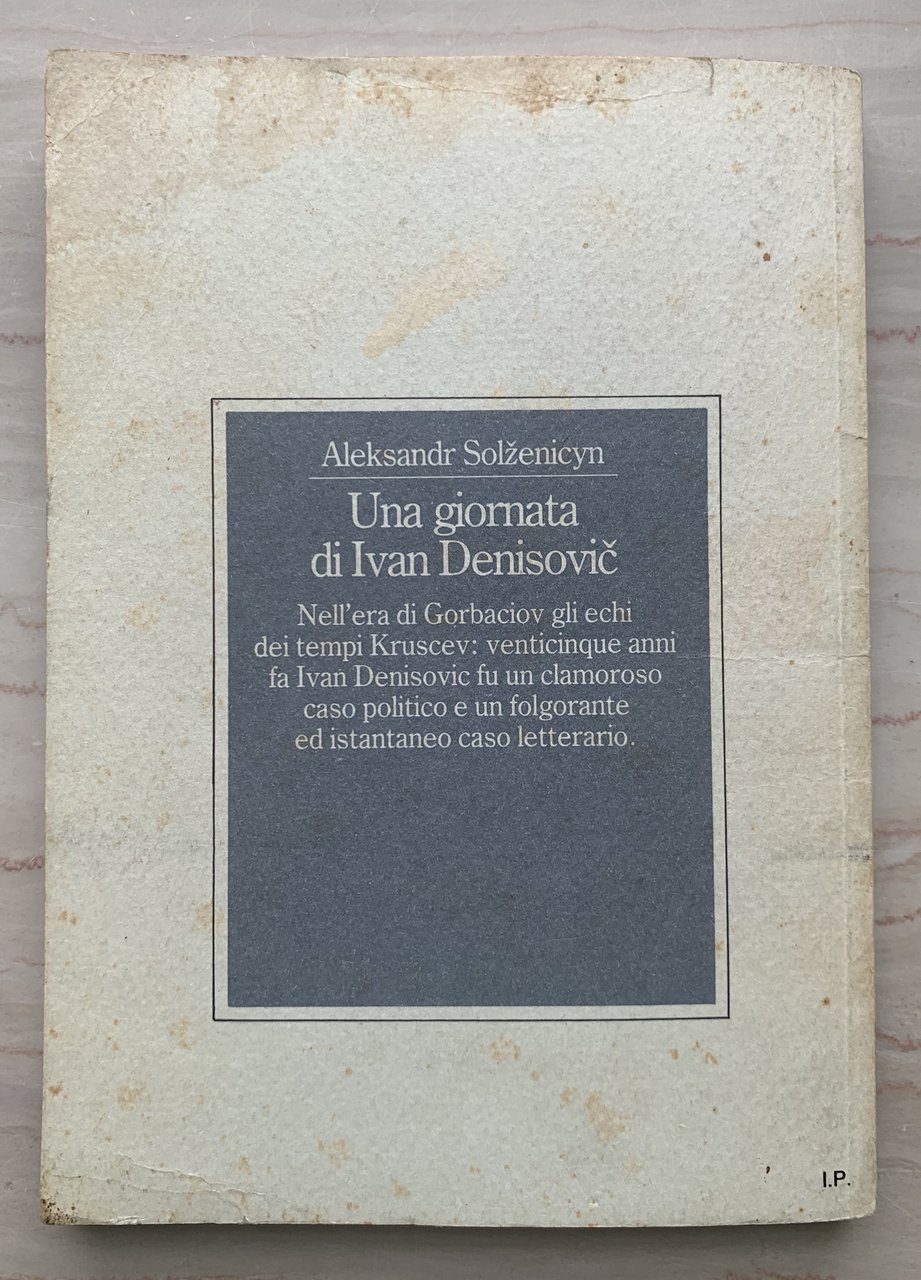 Aleksandr Solženicyn
Una giornata
di Ivan Denisovič
Nell'era di Gorbaciov gli echi
dei tempi Kruscev: venticinque anni
fa Ivan Denisovic fu un clamoroso
caso politico e un folgorante
ed istantaneo caso letterario.
I.P.